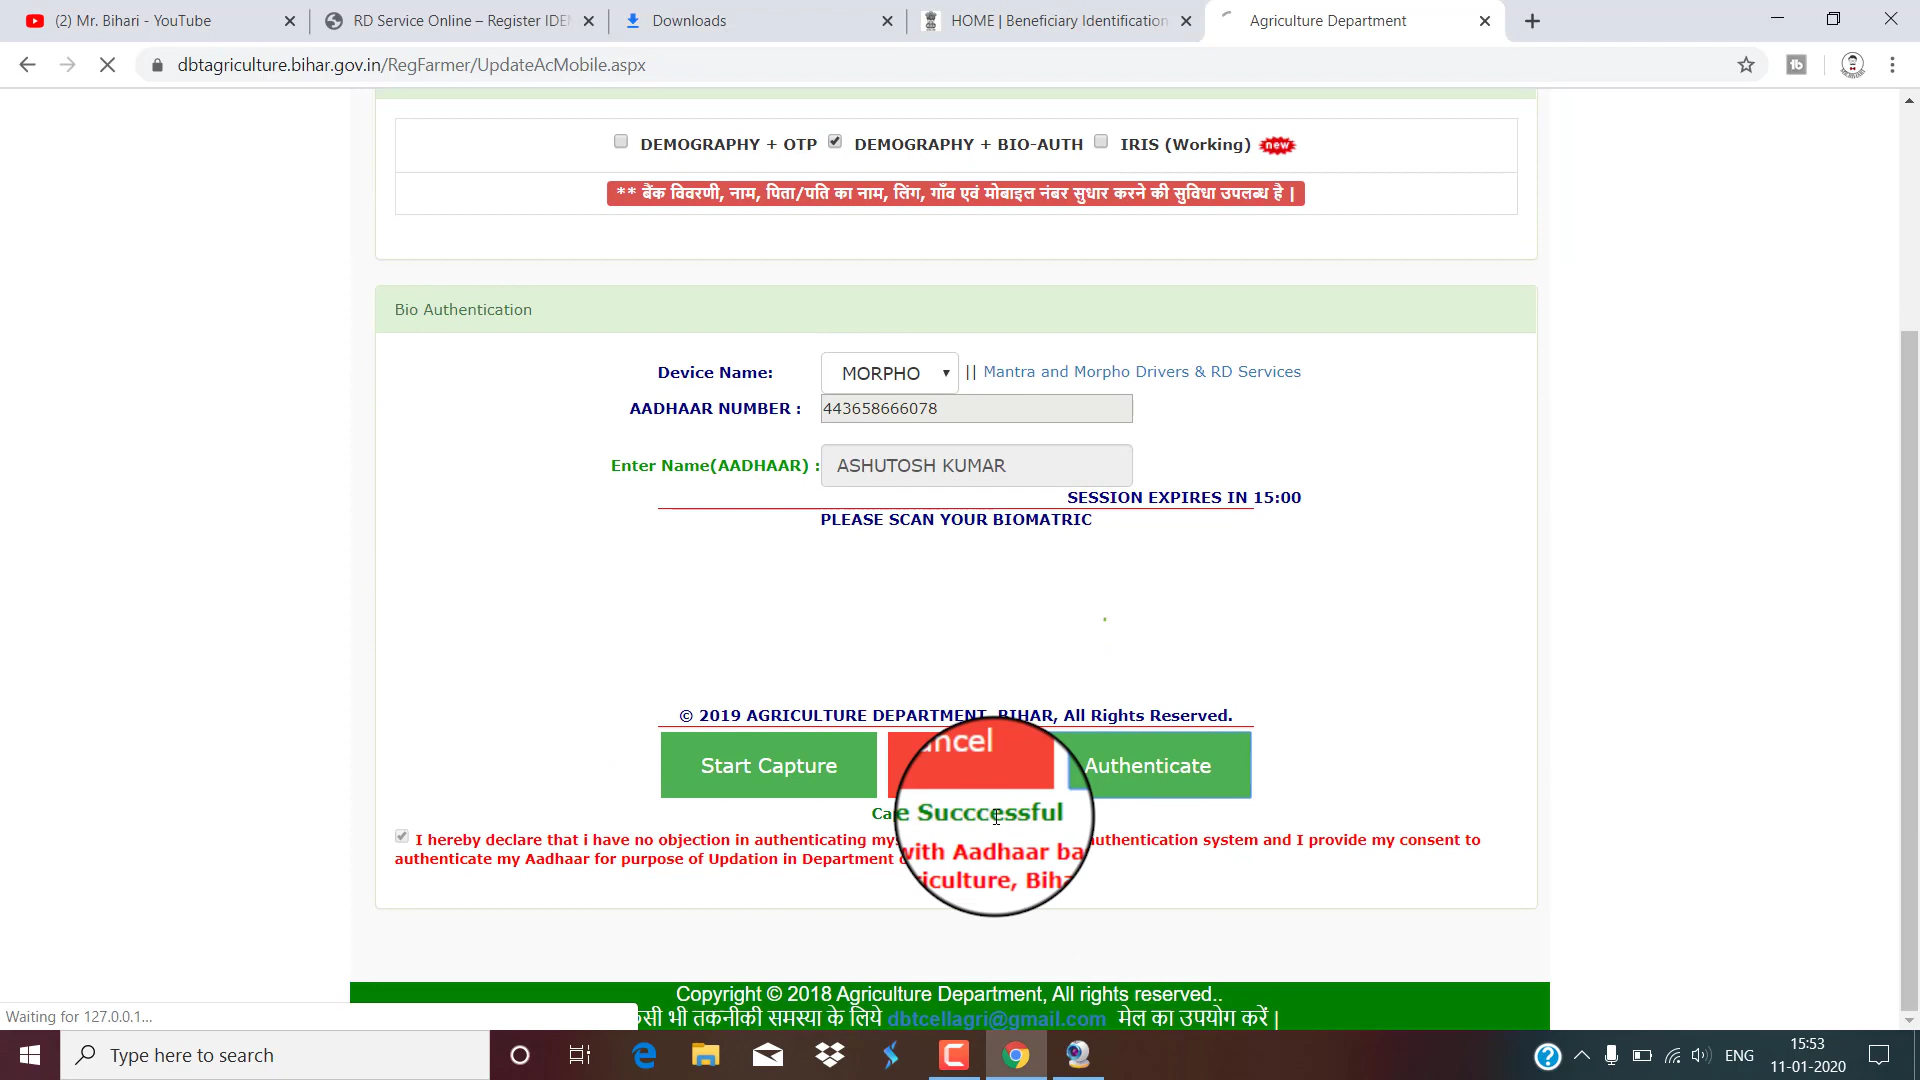 (2) Mr. Bihari - YouTube
RD Service Online – Register IDE
Downloads
HOME | Beneficiary Identification
Agriculture Department
dbtagriculture.bihar.gov.in/RegFarmer/UpdateAcMobile.aspx
DEMOGRAPHY + OTP DEMOGRAPHY + BIO-AUTH IRIS (Working) new
** बैंक विवरणी, नाम, पिता/पति का नाम, लिंग, गाँव एवं मोबाइल नंबर सुधार करने की सुविधा उपलब्ध है |
Bio Authentication
Device Name: MORPHO || Mantra and Morpho Drivers & RD Services
AADHAAR NUMBER : 443658666078
Enter Name(AADHAAR) : ASHUTOSH KUMAR
SESSION EXPIRES IN 15:00
PLEASE SCAN YOUR BIOMATRIC
© 2019 AGRICULTURE DEPARTMENT, BIHAR, All Rights Reserved.
Start Capture ncel Authenticate
Ca e Succcessful
I hereby declare that i have no objection in authenticating my with Aadhaar ba uthentication system and I provide my consent to
authenticate my Aadhaar for purpose of Updation in Department riculture, Biha
Copyright © 2018 Agriculture Department, All rights reserved..
सी भी तकनीकी समस्या के लिये dbtcellagri@gmail.com मेल का उपयोग करें |
Waiting for 127.0.0.1...
Type here to search
ENG
15:53
11-01-2020